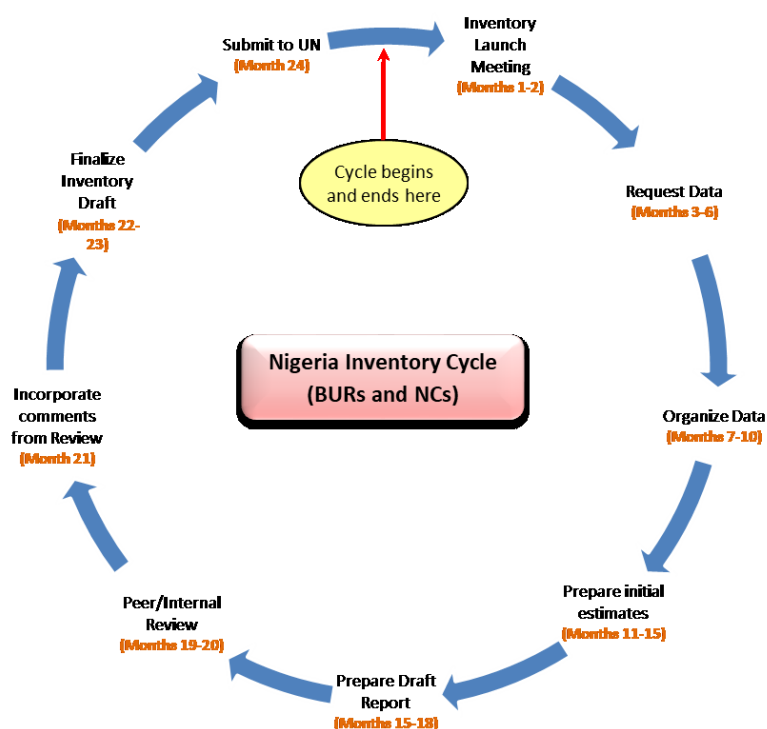 Inventory
Launch
Meeting
(Months 1-2)
Request Data
(Months 3-6)
Organize Data
(Months 7-10)
Prepare initial
estimates
(Months 11-15)
Prepare Draft
Report
(Months 15-18)
Peer/Internal
Review
(Months 19-20)
Incorporate
comments
from Review
(Month 21)
Finalize
Inventory
Draft
(Months 22-
23)
Submit to UN
(Month 24)
Cycle begins
and ends here
Nigeria Inventory Cycle
(BURs and NCs)